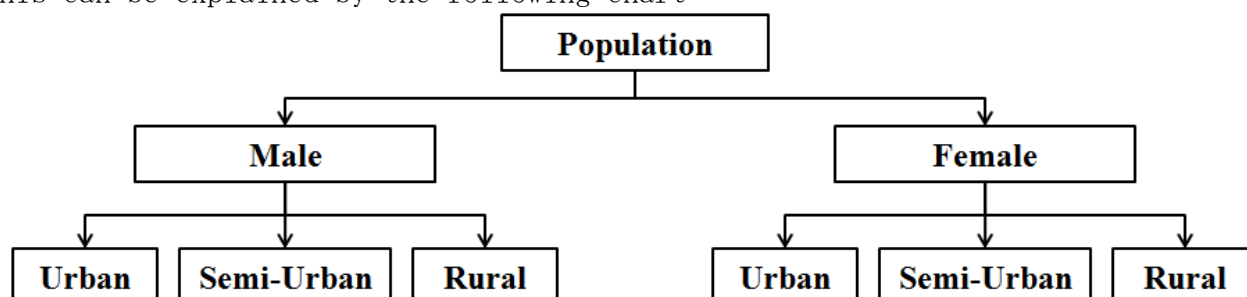 This can be explained by the following chart
Population
Male Female
Urban Semi-Urban Rural Urban Semi-Urban Rural